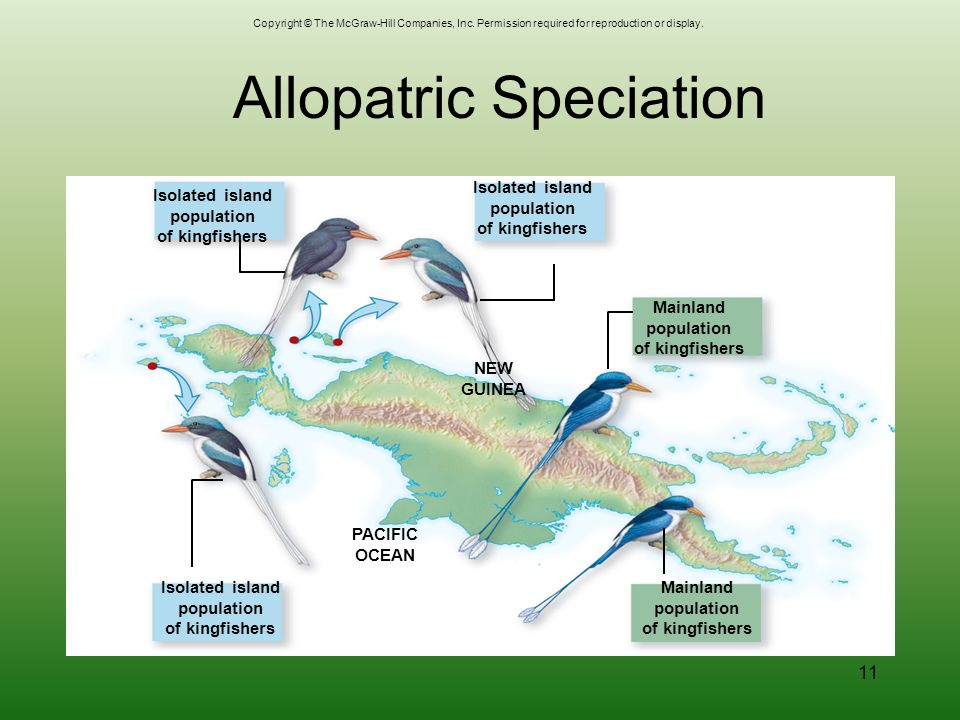 Copyright © The McGraw-Hill Companies, Inc. Permission required for reproduction or display.
Allopatric Speciation
Isolated island
population
of kingfishers
Isolated island
population
of kingfishers
Mainland
population
of kingfishers
NEW
GUINEA
PACIFIC
OCEAN
Isolated island
population
of kingfishers
Mainland
population
of kingfishers
11